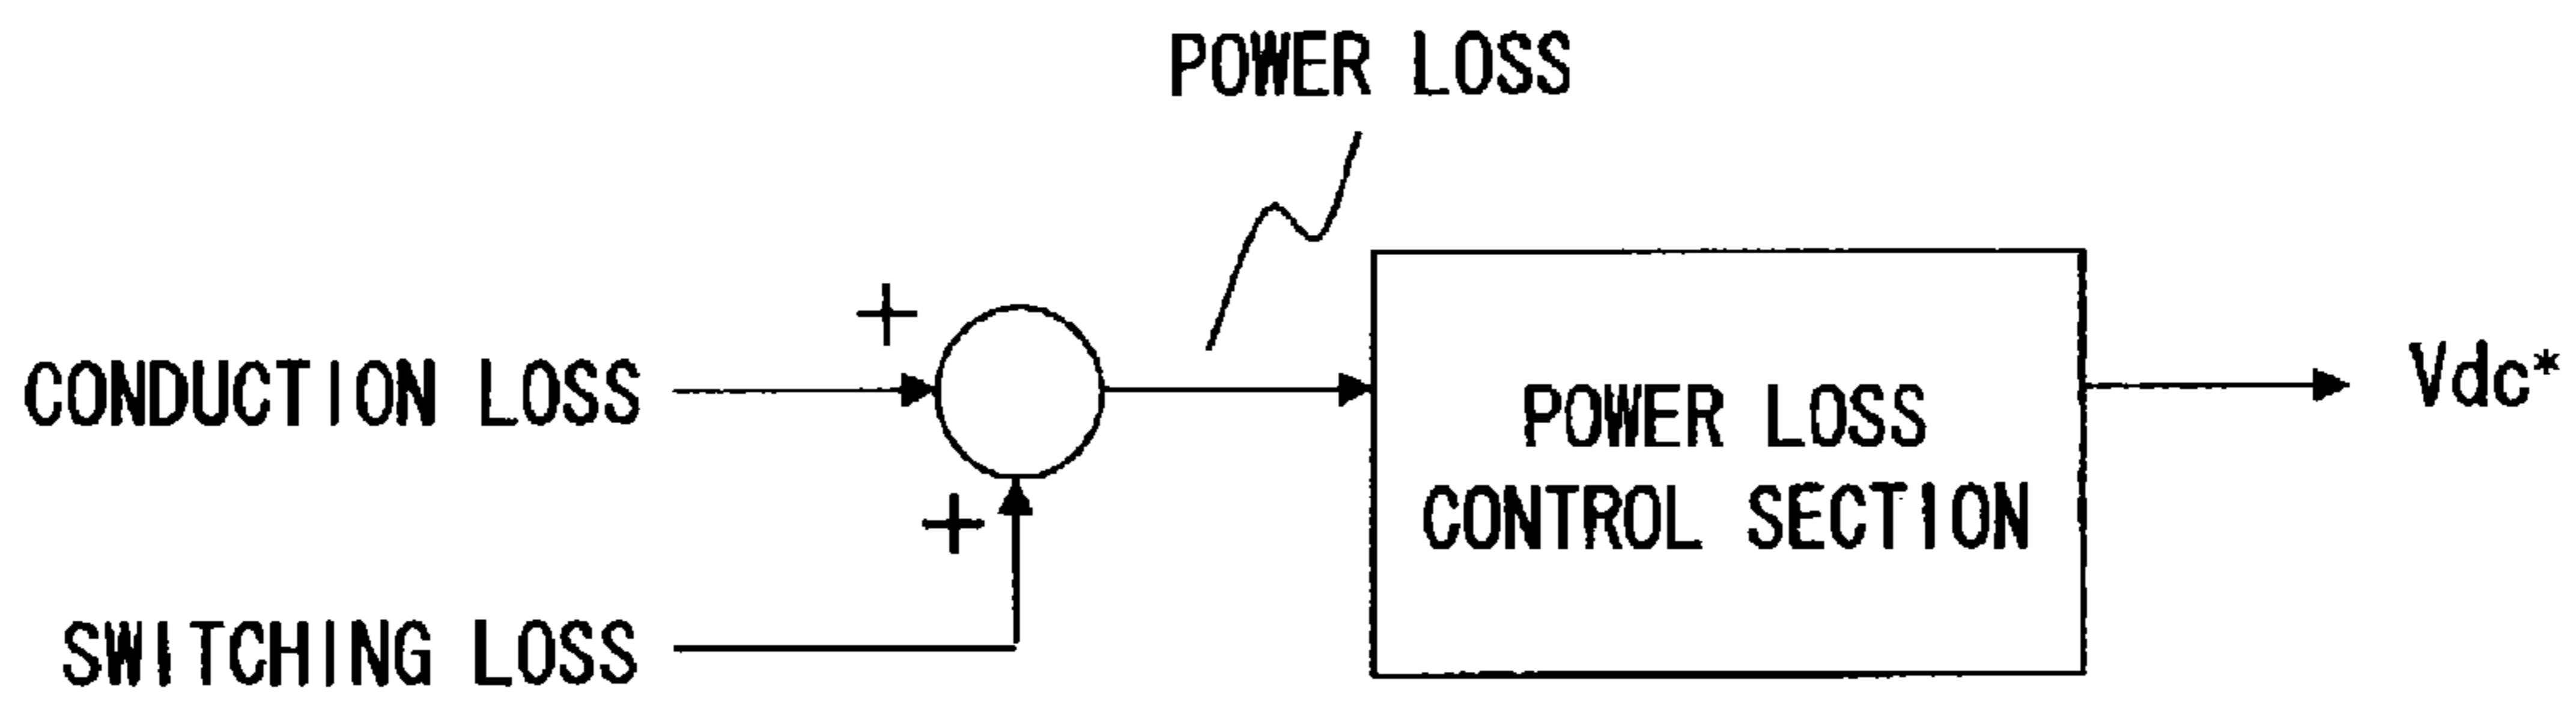 POWER LOSS
+
CONDUCTION LOSS
POWER LOSS
CONTROL SECTION
Vdc*
+
SWITCHING LOSS